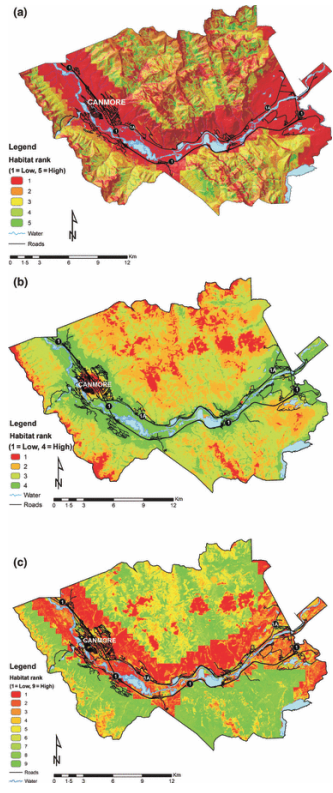 (a)
CANMORE
Legend
Habitat rank
(1 = Low, 5 = High)
1
2
3
4
5
Water
Roads
N
Km
0 1·5 3 6 9 12
(b)
CANMORE
1A
Legend
Habitat rank
(1 = Low, 4 = High)
1
2
3
4
Water
Roads
N
Km
0 1·5 3 6 9 12
(c)
CANMORE
1A
Legend
Habitat rank
(1=Low, 9 = High)
1
2
3
4
5
6
7
8
9
Roads
Water
N
Km
0 1·5 3 6 9 12